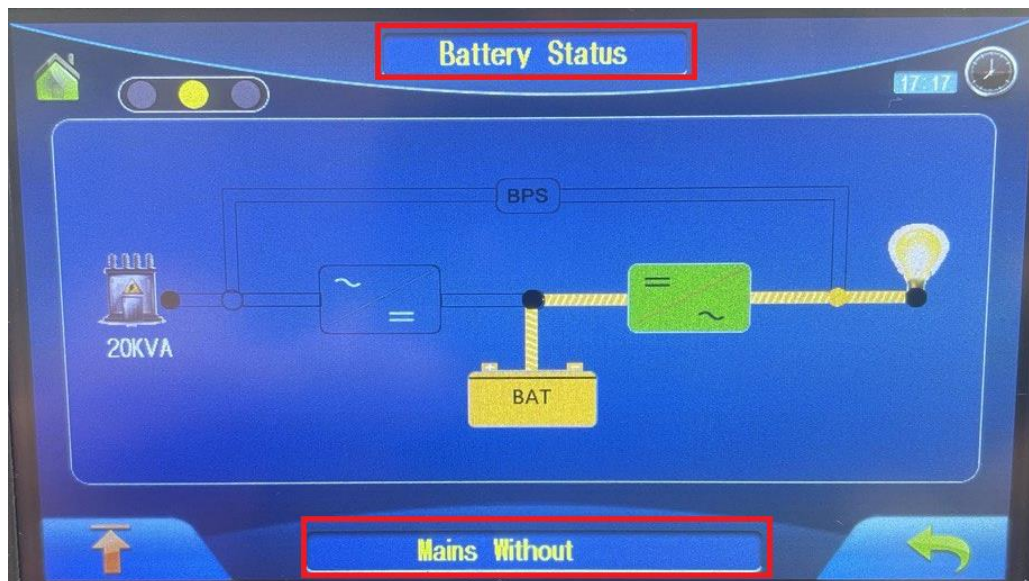 Battery Status
17:17
BPS
20KVA
BAT
Mains Without